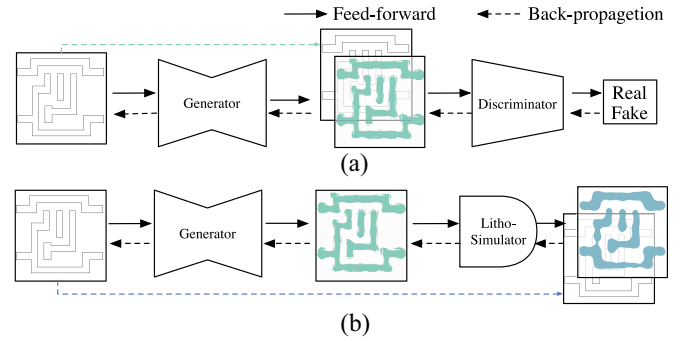 Feed-forward
Back-propagetion
Generator
Discriminator
Real
Fake
(a)
Generator
Litho-
Simulator
(b)